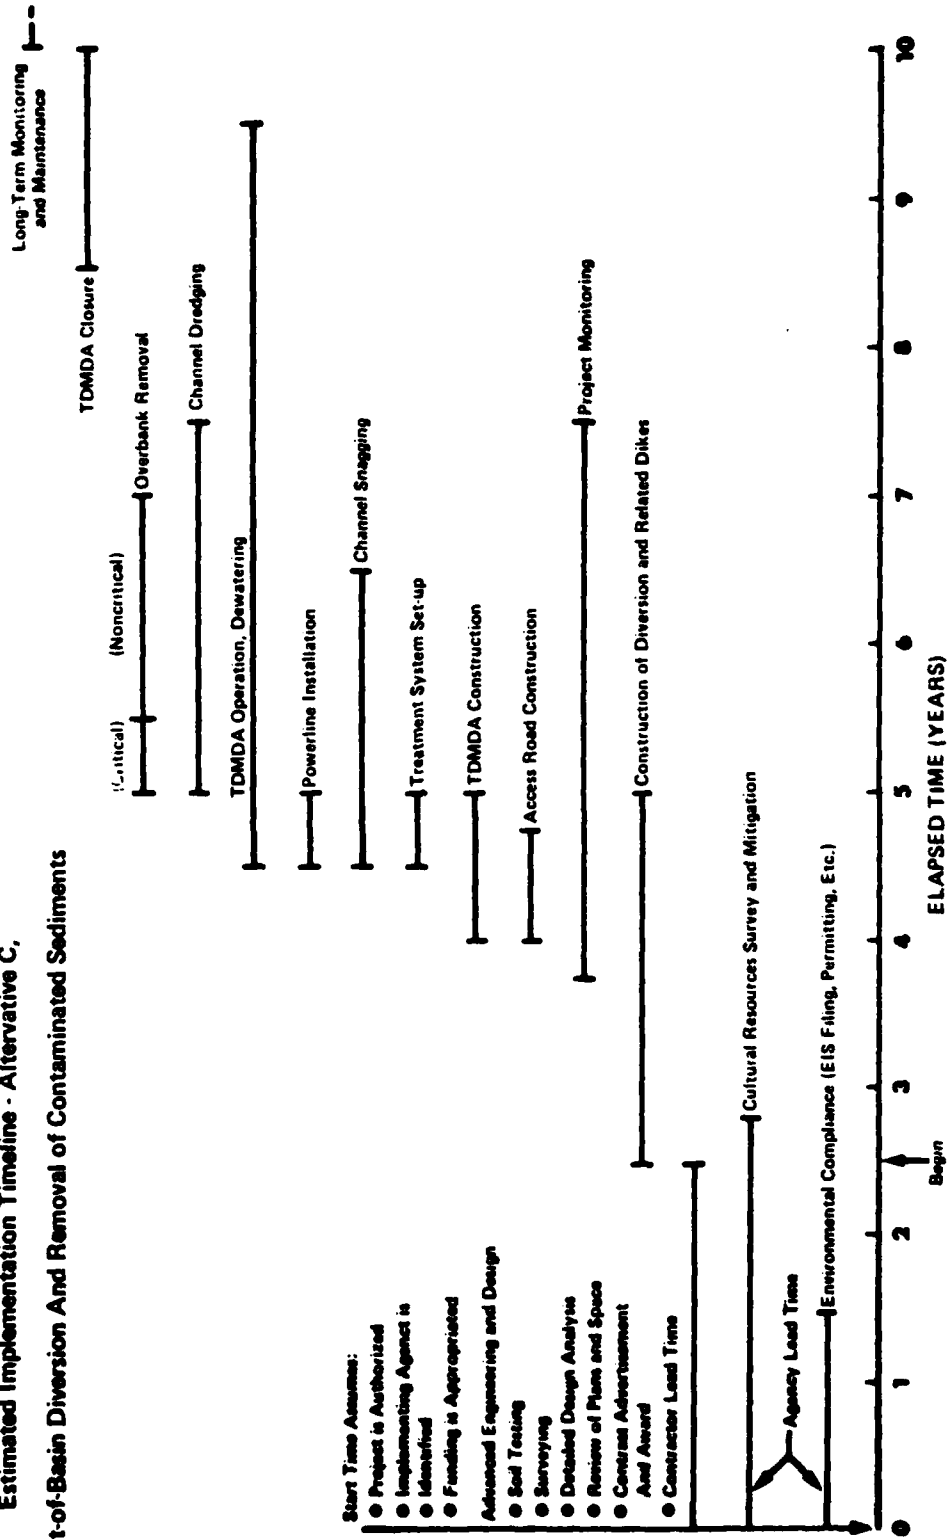 Estimated Implementation Timeline - Altervative C,
t-of-Basin Diversion And Removal of Contaminated Sediments
Long-Term Monitoring
and Maintenance
TDMDA Closure
(Noncritical)
Overbank Removal
Channel Dredging
TDMDA Operation, Dewatering
Powerline Installation
Channel Snagging
Treatment System Set-up
TDMDA Construction
Access Road Construction
Project Monitoring
Construction of Diversion and Related Dikes
Start Time Assumes:
● Project is Authorized
● Implementing Agenct is
● Identified
● Funding is Appropriated
Advanced Engineering and Design
● Soil Testing
● Surveying
● Detailed Design Analysis
● Review of Plans and Space
● Contract Advertisement
And Award
● Contractor Lead Time
Cultural Resources Survey and Mitigation
Agency Lead Time
Environmental Compliance (EIS Filing, Permitting, Etc.)
0 1 2 3 4 5 6 7 8 9 10
Begin
ELAPSED TIME (YEARS)